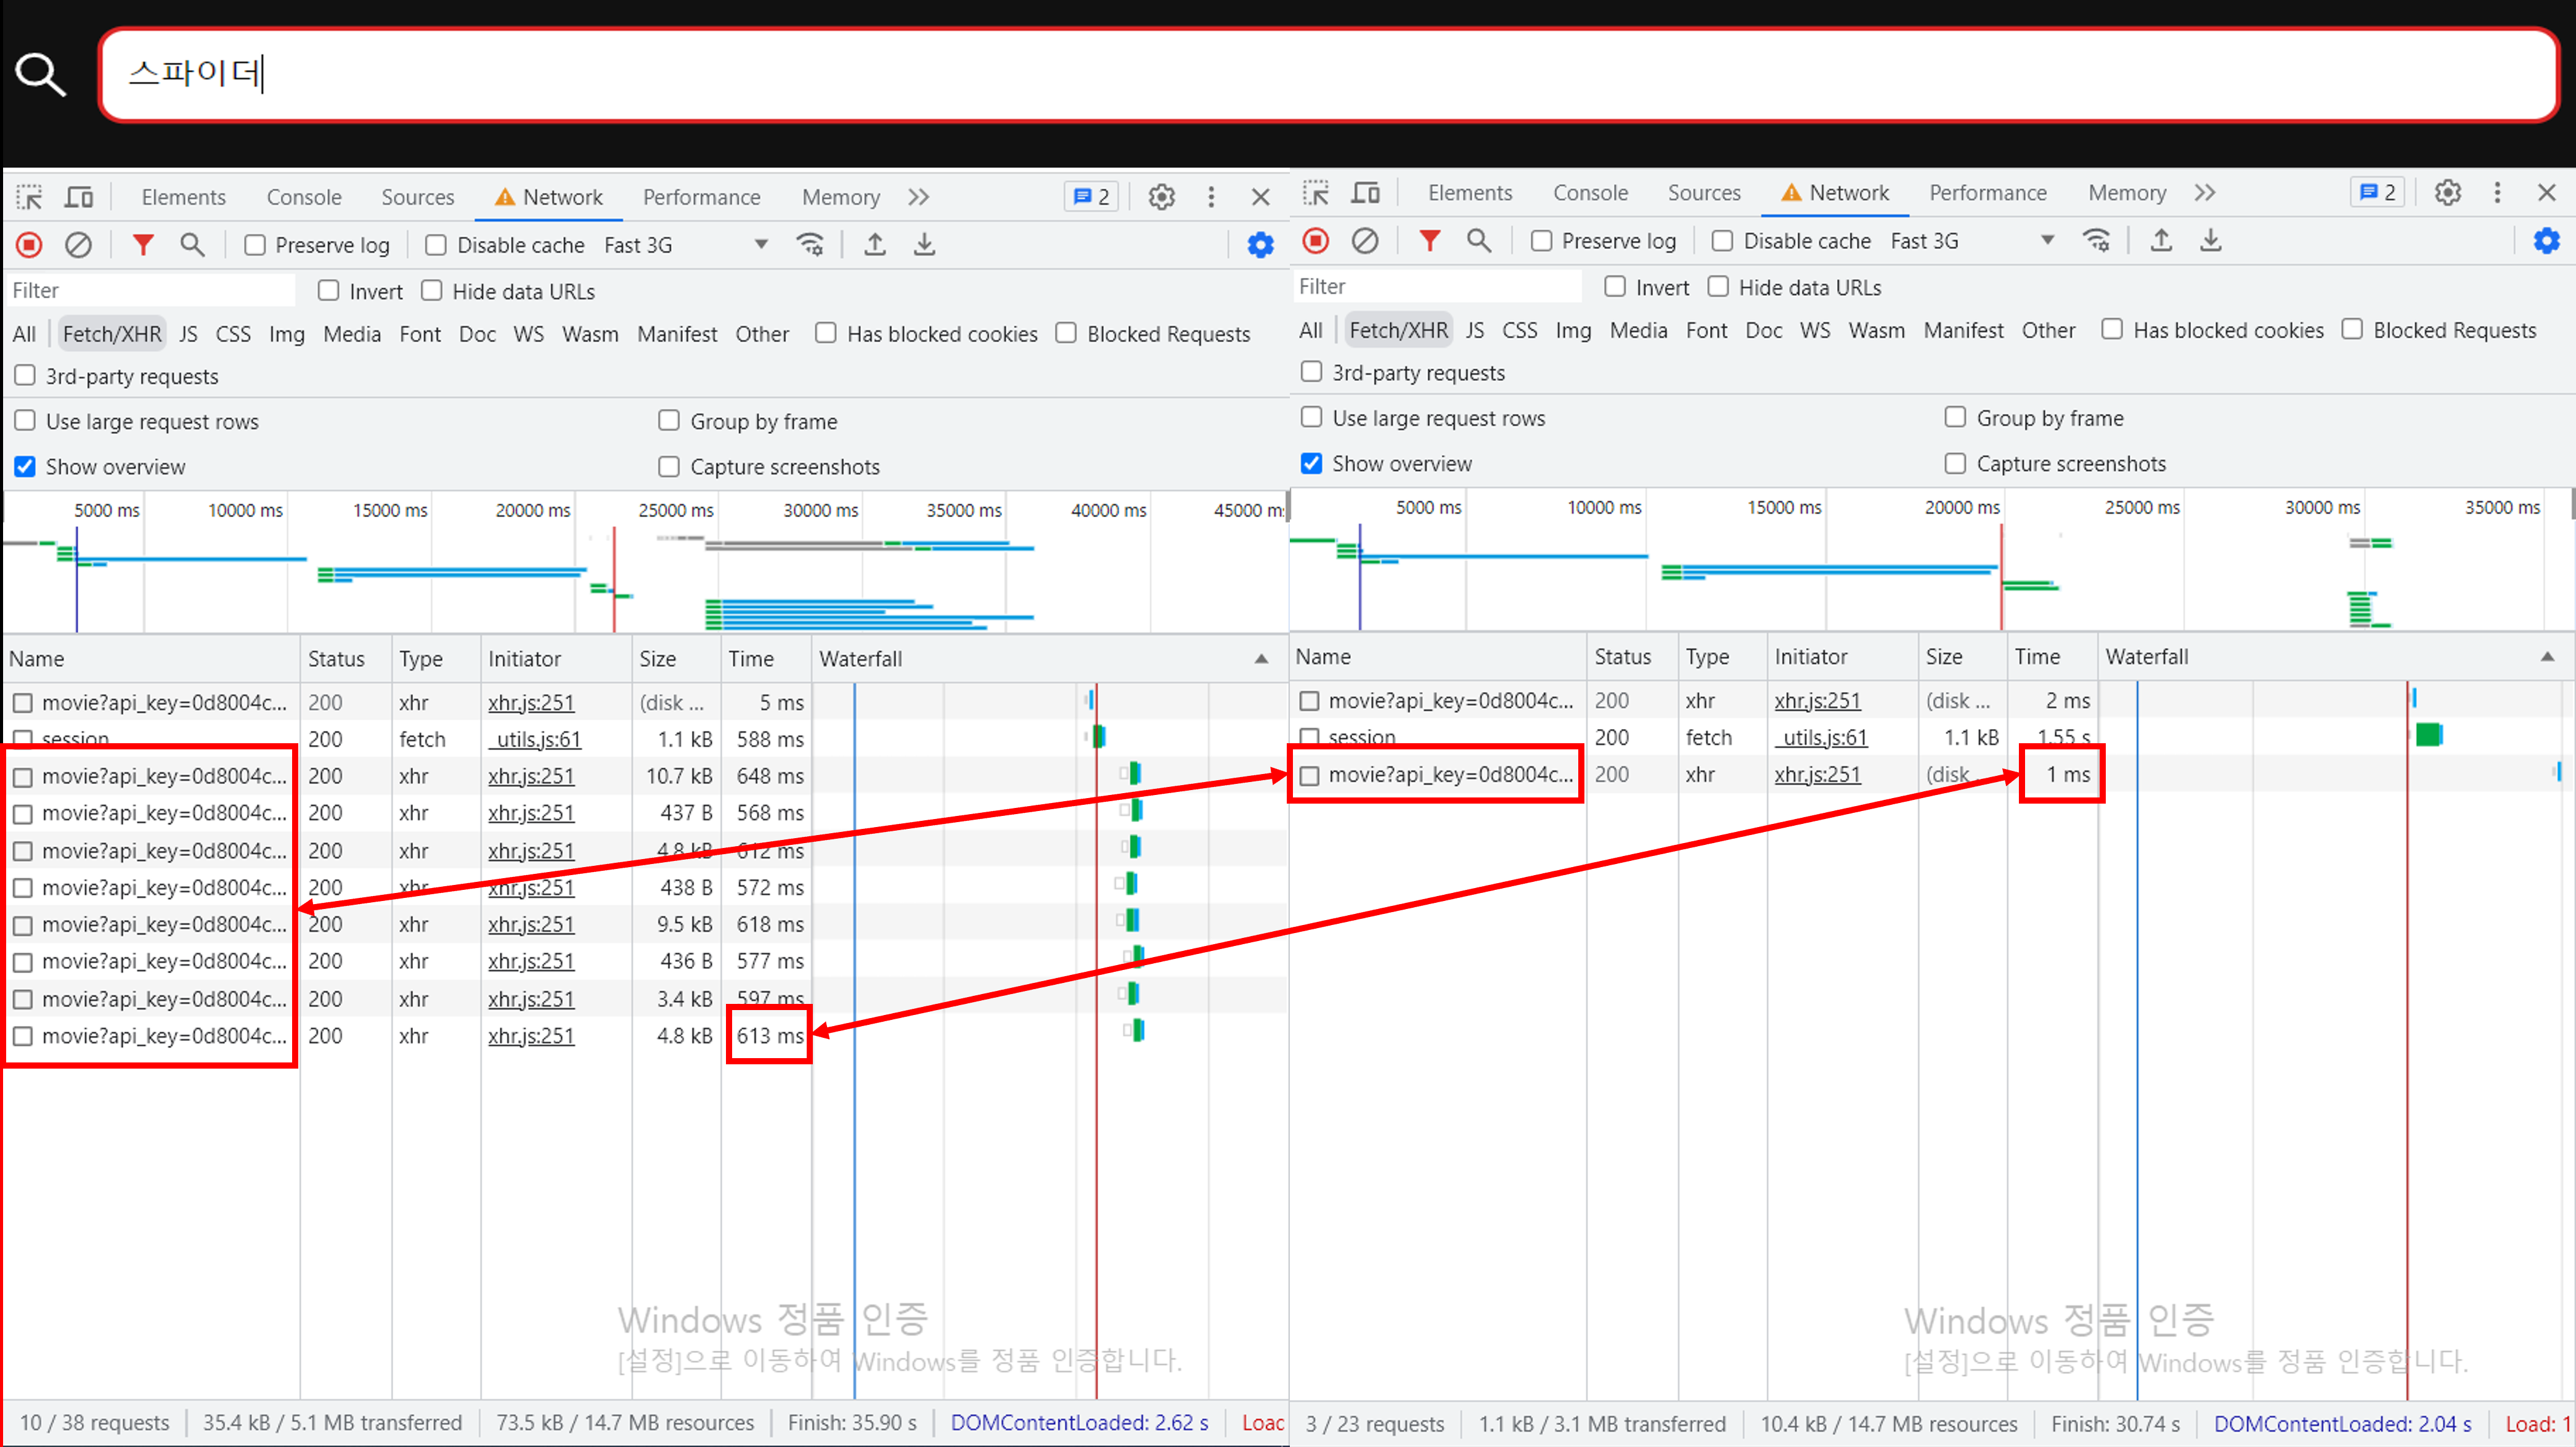 스파이더
Elements Console Sources Network Performance Memory 2
Preserve log Disable cache Fast 3G
Filter Invert Hide data URLs
All Fetch/XHR JS CSS Img Media Font Doc WS Wasm Manifest Other Has blocked cookies Blocked Requests
3rd-party requests
Use large request rows Group by frame
Show overview Capture screenshots
5000 ms 10000 ms 15000 ms 20000 ms 25000 ms 30000 ms 35000 ms 40000 ms 45000 m
Name Status Type Initiator Size Time Waterfall
movie?api_key=0d8004c... 200 xhr xhr.js:251 (disk ... 5 ms
session 200 fetch _utils.js:61 1.1 kB 588 ms
movie?api_key=0d8004c... 200 xhr xhr.js:251 10.7 kB 648 ms
movie?api_key=0d8004c... 200 xhr xhr.js:251 437 B 568 ms
movie?api_key=0d8004c... 200 xhr xhr.js:251 4.8 kB 612 ms
movie?api_key=0d8004c... 200 xhr xhr.js:251 438 B 572 ms
movie?api_key=0d8004c... 200 xhr xhr.js:251 9.5 kB 618 ms
movie?api_key=0d8004c... 200 xhr xhr.js:251 436 B 577 ms
movie?api_key=0d8004c... 200 xhr xhr.js:251 3.4 kB 597 ms
movie?api_key=0d8004c... 200 xhr xhr.js:251 4.8 kB 613 ms
Windows 정품 인증
[설정]으로 이동하여 Windows를 정품 인증합니다.
10 / 38 requests 35.4 kB / 5.1 MB transferred 73.5 kB / 14.7 MB resources Finish: 35.90 s DOMContentLoaded: 2.62 s Load
Elements Console Sources Network Performance Memory 2
Preserve log Disable cache Fast 3G
Filter Invert Hide data URLs
All Fetch/XHR JS CSS Img Media Font Doc WS Wasm Manifest Other Has blocked cookies Blocked Requests
3rd-party requests
Use large request rows Group by frame
Show overview Capture screenshots
5000 ms 10000 ms 15000 ms 20000 ms 25000 ms 30000 ms 35000 ms
Name Status Type Initiator Size Time Waterfall
movie?api_key=0d8004c... 200 xhr xhr.js:251 (disk ... 2 ms
session 200 fetch _utils.js:61 1.1 kB 1.55 s
movie?api_key=0d8004c... 200 xhr xhr.js:251 (disk ... 1 ms
Windows 정품 인증
[설정]으로 이동하여 Windows를 정품 인증합니다.
3 / 23 requests 1.1 kB / 3.1 MB transferred 10.4 kB / 14.7 MB resources Finish: 30.74 s DOMContentLoaded: 2.04 s Load: 1